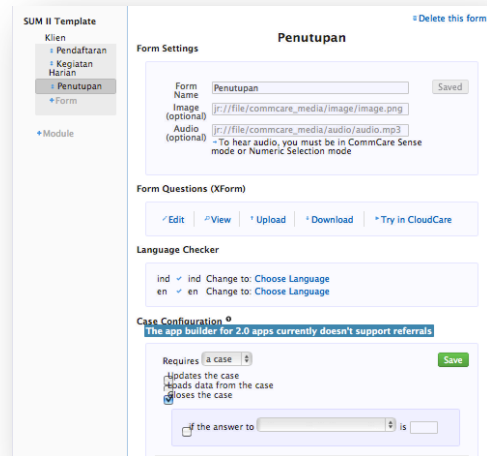 SUM II Template
Klien
Pendaftaran
Kegiatan
Harian
Penutupan
+Form
+Module
Delete this form
Penutupan
Form Settings
Form
Name
Penutupan
Saved
Image
(optional)
jr://file/commcare_media/image/image.png
Audio
(optional)
jr://file/commcare_media/audio/audio.mp3
To hear audio, you must be in CommCare Sense
mode or Numeric Selection mode
Form Questions (XForm)
Edit
View
Upload
Download
Try in CloudCare
Language Checker
ind ind Change to: Choose Language
en en Change to: Choose Language
Case Configuration
The app builder for 2.0 apps currently doesn't support referrals
Requires a case
Save
Updates the case
Loads data from the case
Closes the case
if the answer to is